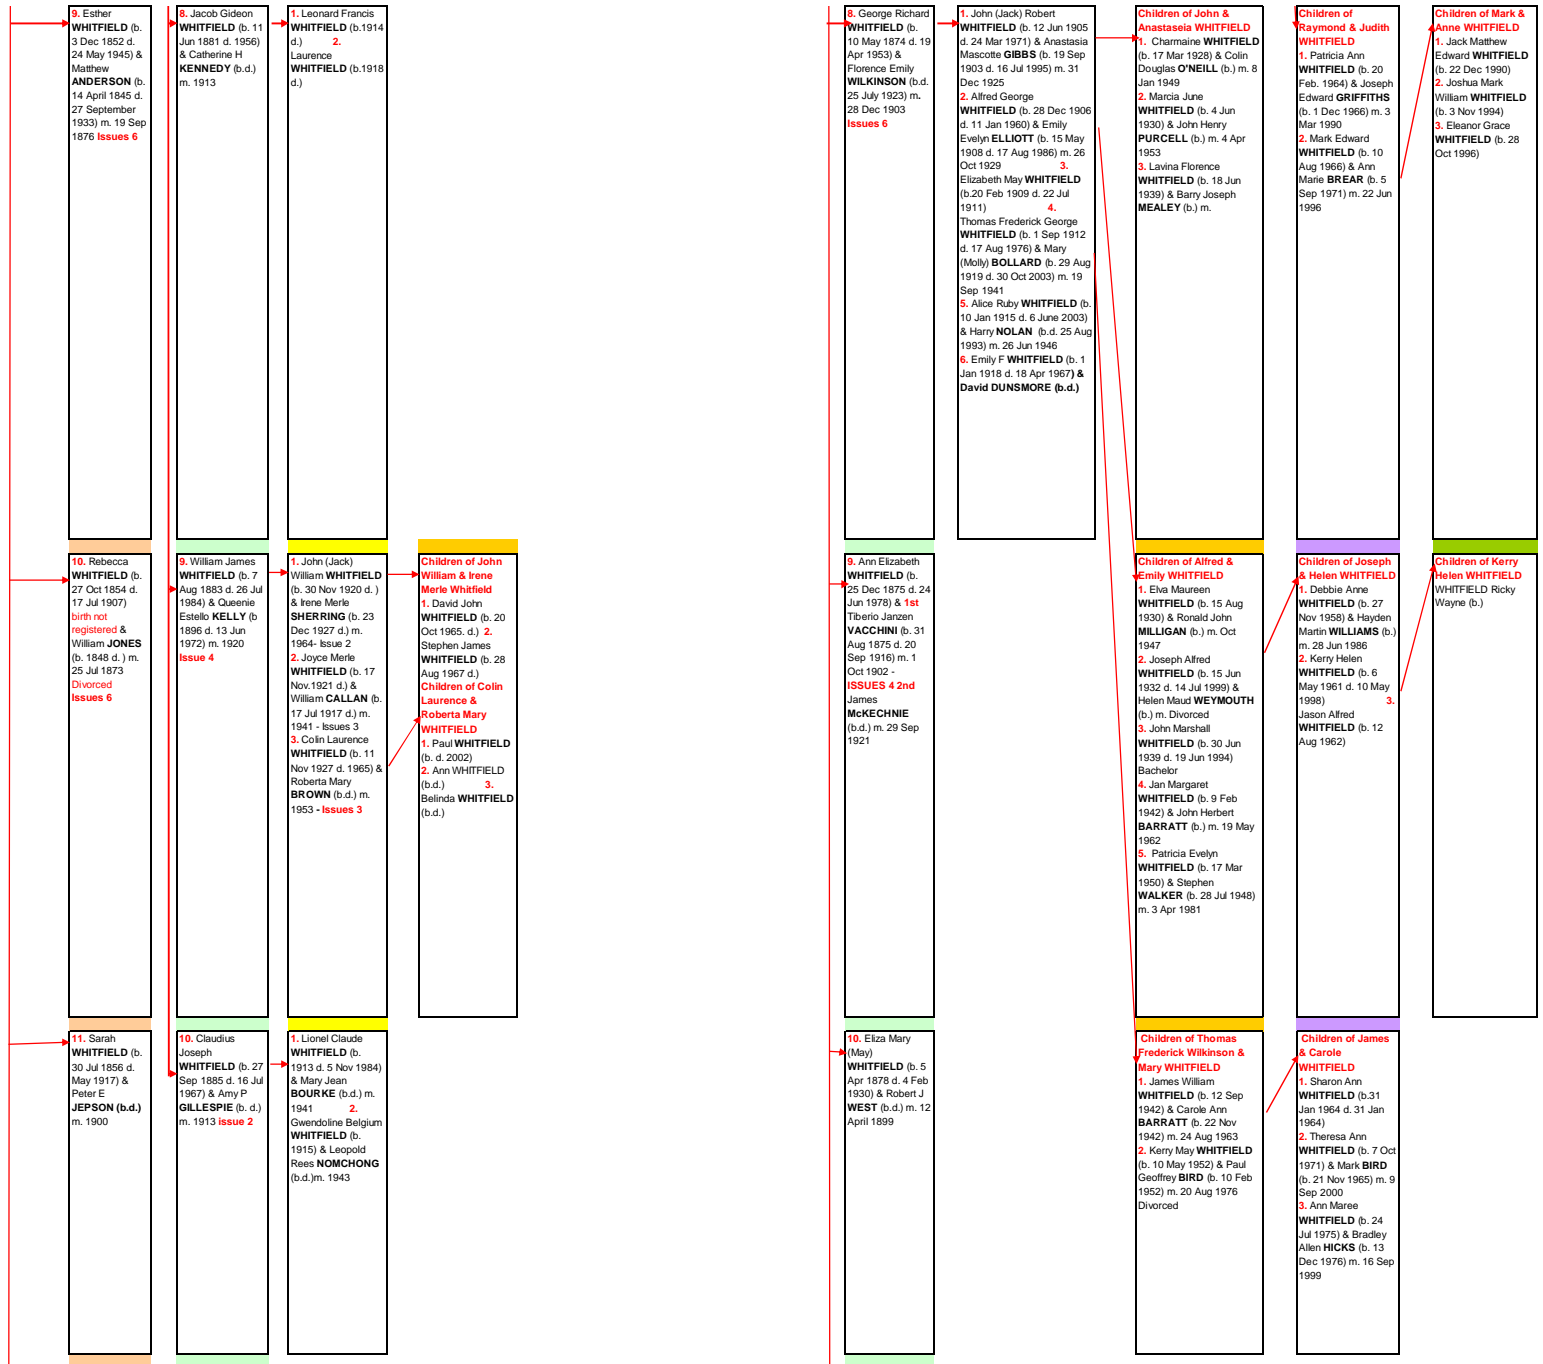 9. Esther
WHITFIELD (b.
3 Dec 1852 d.
24 May 1945) &
Matthew
ANDERSON (b.
14 April 1845 d.
27 September
1933) m. 19 Sep
1876 Issues 6
8. Jacob Gideon
WHITFIELD (b. 11
Jun 1881 d. 1956)
& Catherine H
KENNEDY (b.d.)
m. 1913
1. Leonard Francis
WHITFIELD (b.1914
d.) 2.
Laurence
WHITFIELD (b.1918
d.)
8. George Richard
WHITFIELD (b.
10 May 1874 d. 19
Apr 1953) &
Florence Emily
WILKINSON (b.d.
25 July 1923) m.
28 Dec 1903
Issues 6
1. John (Jack) Robert
WHITFIELD (b. 12 Jun 1905
d. 24 Mar 1971) & Anastasia
Mascotte GIBBS (b. 19 Sep
1903 d. 16 Jul 1995) m. 31
Dec 1925
2. Alfred George
WHITFIELD (b. 28 Dec 1906
d. 11 Jan 1960) & Emily
Evelyn ELLIOTT (b. 15 May
1908 d. 17 Aug 1986) m. 26
Oct 1929 3.
Elizabeth May WHITFIELD
(b.20 Feb 1909 d. 22 Jul
1911) 4.
Thomas Frederick George
WHITFIELD (b. 1 Sep 1912
d. 17 Aug 1976) & Mary
(Molly) BOLLARD (b. 29 Aug
1919 d. 30 Oct 2003) m. 19
Sep 1941
5. Alice Ruby WHITFIELD (b.
10 Jan 1915 d. 6 June 2003)
& Harry NOLAN (b.d. 25 Aug
1993) m. 26 Jun 1946
6. Emily F WHITFIELD (b. 1
Jan 1918 d. 18 Apr 1967) &
David DUNSMORE (b.d.)
Children of John &
Anastaseia WHITFIELD
1. Charmaine WHITFIELD
(b. 17 Mar 1928) & Colin
Douglas O'NEILL (b.) m. 8
Jan 1949
2. Marcia June
WHITFIELD (b. 4 Jun
1930) & John Henry
PURCELL (b.) m. 4 Apr
1953
3. Lavina Florence
WHITFIELD (b. 18 Jun
1939) & Barry Joseph
MEALEY (b.) m.
Children of
Raymond & Judith
WHITFIELD
1. Patricia Ann
WHITFIELD (b. 20
Feb. 1964) & Joseph
Edward GRIFFITHS
(b. 1 Dec 1966) m. 3
Mar 1990
2. Mark Edward
WHITFIELD (b. 10
Aug 1966) & Ann
Marie BREAR (b. 5
Sep 1971) m. 22 Jun
1996
Children of Mark &
Anne WHITFIELD
1. Jack Matthew
Edward WHITFIELD
(b. 22 Dec 1990)
2. Joshua Mark
William WHITFIELD
(b. 3 Nov 1994)
3. Eleanor Grace
WHITFIELD (b. 28
Oct 1996)
10. Rebecca
WHITFIELD (b.
27 Oct 1854 d.
17 Jul 1907)
birth not
registered &
William JONES
(b. 1848 d. ) m.
25 Jul 1873
Divorced
Issues 6
9. William James
WHITFIELD (b. 7
Aug 1883 d. 26 Jul
1984) & Queenie
Estello KELLY (b
1896 d. 13 Jun
1972) m. 1920
Issue 4
1. John (Jack)
William WHITFIELD
(b. 30 Nov 1920 d. )
& Irene Merle
SHERRING (b. 23
Dec 1927 d.) m.
1964- Issue 2
2. Joyce Merle
WHITFIELD (b. 17
Nov.1921 d.) &
William CALLAN (b.
17 Jul 1917 d.) m.
1941 - Issues 3
3. Colin Laurence
WHITFIELD (b. 11
Nov 1927 d. 1965) &
Roberta Mary
BROWN (b.d.) m.
1953 - Issues 3
Children of John
William & Irene
Merle Whitfield
1. David John
WHITFIELD (b. 20
Oct 1965. d.) 2.
Stephen James
WHITFIELD (b. 28
Aug 1967 d.)
Children of Colin
Laurence &
Roberta Mary
WHITFIELD
1. Paul WHITFIELD
(b. d. 2002)
2. Ann WHITFIELD
(b.d.) 3.
Belinda WHITFIELD
(b.d.)
9. Ann Elizabeth
WHITFIELD (b.
25 Dec 1875 d. 24
Jun 1978) & 1st
Tiberio Janzen
VACCHINI (b. 31
Aug 1875 d. 20
Sep 1916) m. 1
Oct 1902 -
ISSUES 4 2nd
James
McKECHNIE
(b.d.) m. 29 Sep
1921
Children of Alfred &
Emily WHITFIELD
1. Elva Maureen
WHITFIELD (b. 15 Aug
1930) & Ronald John
MILLIGAN (b.) m. Oct
1947
2. Joseph Alfred
WHITFIELD (b. 15 Jun
1932 d. 14 Jul 1999) &
Helen Maud WEYMOUTH
(b.) m. Divorced
3. John Marshall
WHITFIELD (b. 30 Jun
1939 d. 19 Jun 1994)
Bachelor
4. Jan Margaret
WHITFIELD (b. 9 Feb
1942) & John Herbert
BARRATT (b.) m. 19 May
1962
5. Patricia Evelyn
WHITFIELD (b. 17 Mar
1950) & Stephen
WALKER (b. 28 Jul 1948)
m. 3 Apr 1981
Children of Joseph
& Helen WHITFIELD
1. Debbie Anne
WHITFIELD (b. 27
Nov 1958) & Hayden
Martin WILLIAMS (b.)
m. 28 Jun 1986
2. Kerry Helen
WHITFIELD (b. 6
May 1961 d. 10 May
1998) 3.
Jason Alfred
WHITFIELD (b. 12
Aug 1962)
Children of Kerry
Helen WHITFIELD
WHITFIELD Ricky
Wayne (b.)
11. Sarah
WHITFIELD (b.
30 Jul 1856 d.
May 1917) &
Peter E
JEPSON (b.d.)
m. 1900
10. Claudius
Joseph
WHITFIELD (b. 27
Sep 1885 d. 16 Jul
1967) & Amy P
GILLESPIE (b. d.)
m. 1913 issue 2
1. Lionel Claude
WHITFIELD (b.
1913 d. 5 Nov 1984)
& Mary Jean
BOURKE (b.d.) m.
1941 2.
Gwendoline Belgium
WHITFIELD (b.
1915) & Leopold
Rees NOMCHONG
(b.d.)m. 1943
10. Eliza Mary
(May)
WHITFIELD (b. 5
Apr 1878 d. 4 Feb
1930) & Robert J
WEST (b.d.) m. 12
April 1899
Children of Thomas
Frederick Wilkinson &
Mary WHITFIELD
1. James William
WHITFIELD (b. 12 Sep
1942) & Carole Ann
BARRATT (b. 22 Nov
1942) m. 24 Aug 1963
2. Kerry May WHITFIELD
(b. 10 May 1952) & Paul
Geoffrey BIRD (b. 10 Feb
1952) m. 20 Aug 1976
Divorced
Children of James
& Carole
WHITFIELD
1. Sharon Ann
WHITFIELD (b.31
Jan 1964 d. 31 Jan
1964)
2. Theresa Ann
WHITFIELD (b. 7 Oct
1971) & Mark BIRD
(b. 21 Nov 1965) m. 9
Sep 2000
3. Ann Maree
WHITFIELD (b. 24
Jul 1975) & Bradley
Allen HICKS (b. 13
Dec 1976) m. 16 Sep
1999